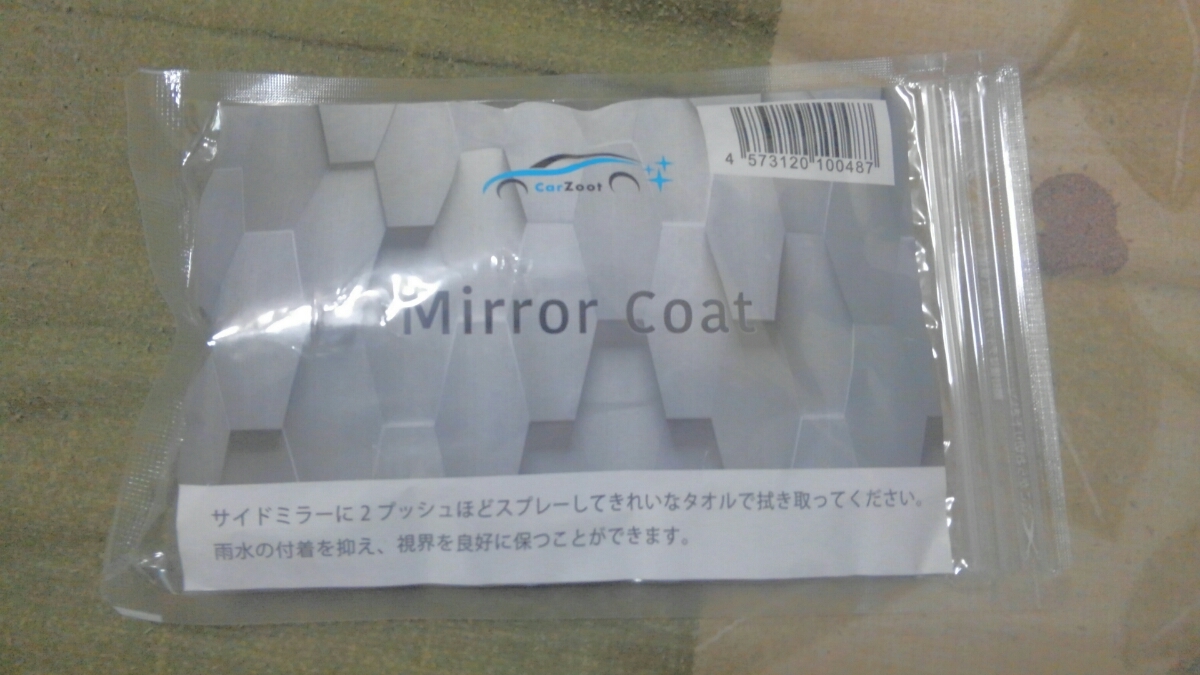 4 573120 100487
CarZoot
Mirror Coat
サイドミラーに2プッシュほどスプレーしてきれいなタオルで拭き取ってください。
雨水の付着を抑え、視界を良好に保つことができます。